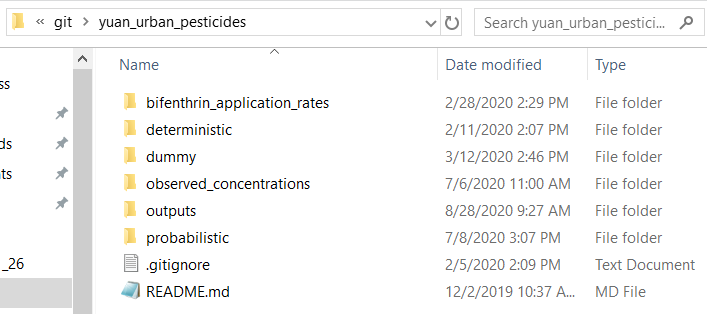 « git › yuan_urban_pesticides
Search yuan_urban_pestici...
Name Date modified Type
ss
bifenthrin_application_rates 2/28/2020 2:29 PM File folder
deterministic 2/11/2020 2:07 PM File folder
ds dummy 3/12/2020 2:46 PM File folder
nts observed_concentrations 7/6/2020 11:00 AM File folder
outputs 8/28/2020 9:27 AM File folder
probabilistic 7/8/2020 3:07 PM File folder
_26 .gitignore 2/5/2020 2:09 PM Text Document
README.md 12/2/2019 10:37 A... MD File